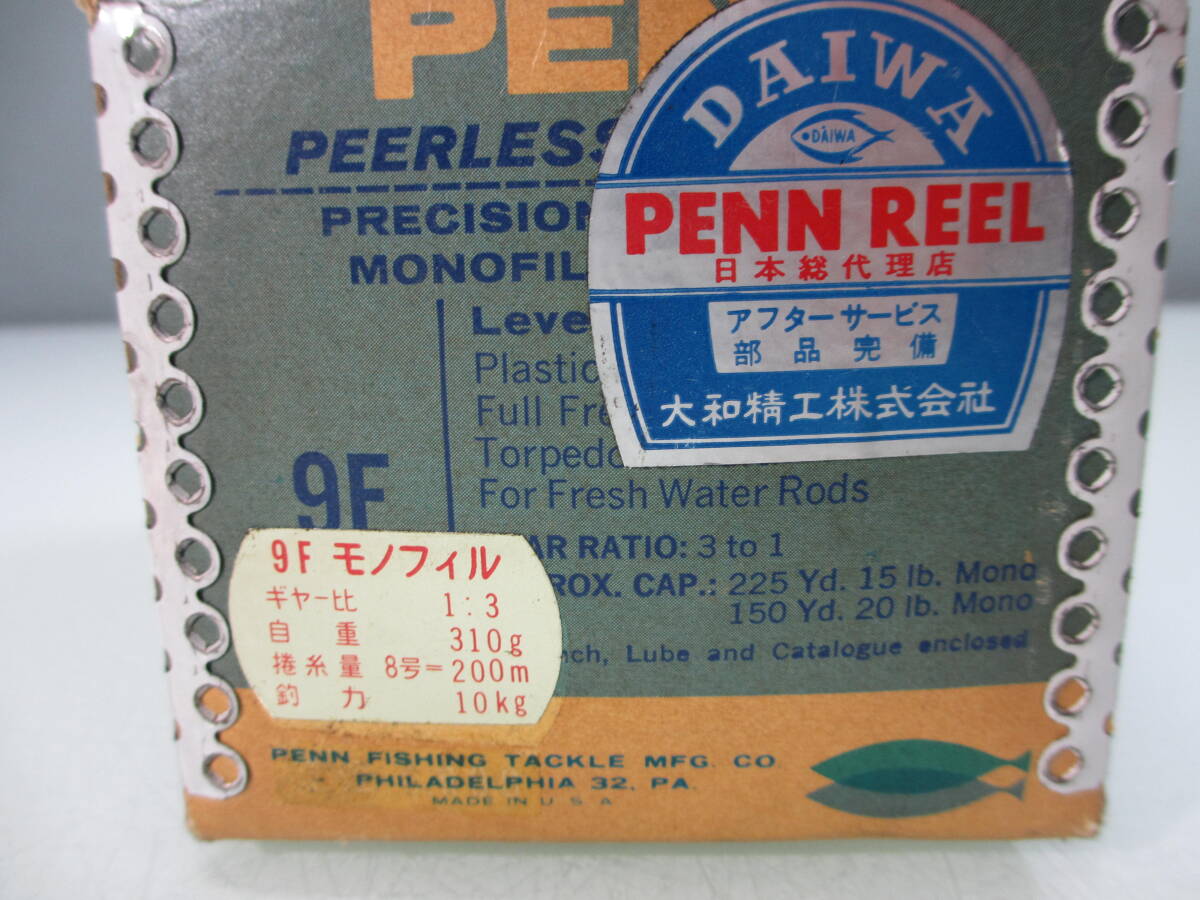 PEN
PEERLESS
PRECISION
MONOFIL
Leve
Plastic
Full Fre
Torpedo
For Fresh Water Rods
9F
AR RATIO: 3 to 1
ROX. CAP.: 225 Yd. 15 lb. Mono
150 Yd. 20 lb. Mono
nch, Lube and Catalogue enclosed
PENN FISHING TACKLE MFG. CO.
PHILADELPHIA 32, PA.
MADE IN U.S.A
DAIWA
DAIWA
PENN REEL
日本総代理店
アフターサービス
部品完備
大和精工株式会社
9F モノフィル
ギヤー比 1:3
自重 310g
捲糸量 8号=200m
釣力 10kg